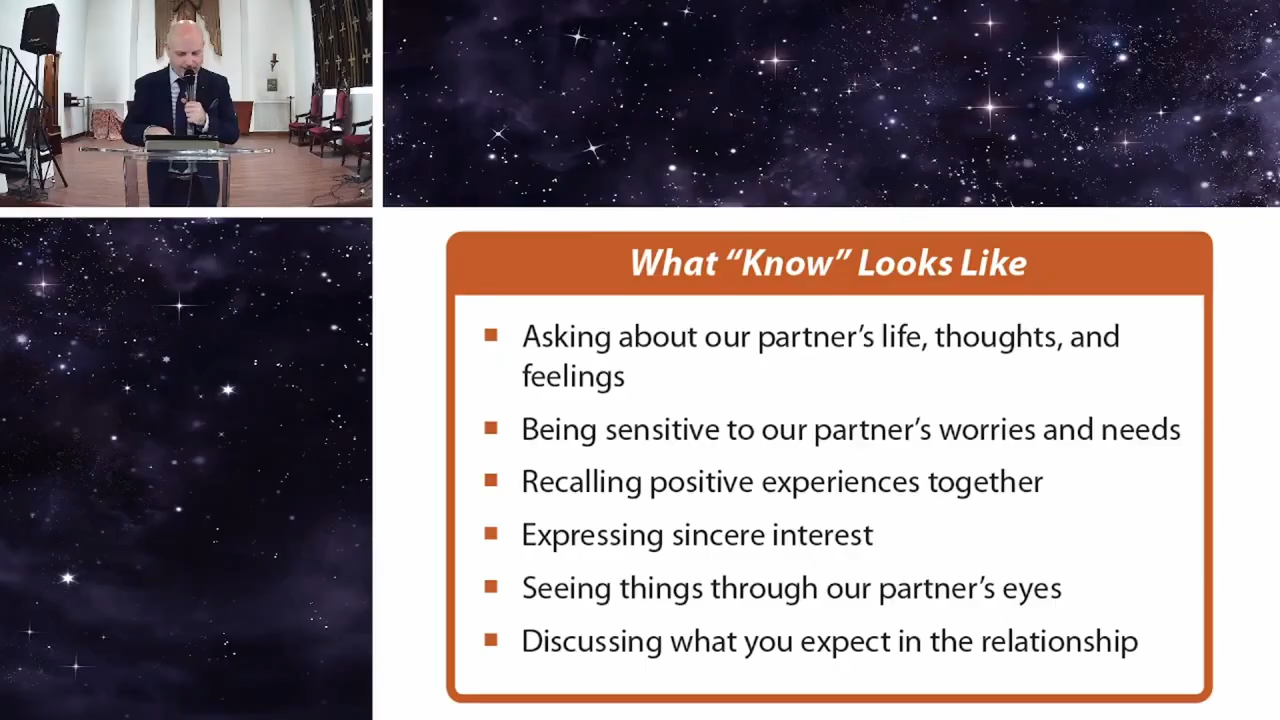 What “Know” Looks Like
Asking about our partner’s life, thoughts, and
feelings
Being sensitive to our partner’s worries and needs
Recalling positive experiences together
Expressing sincere interest
Seeing things through our partner’s eyes
Discussing what you expect in the relationship